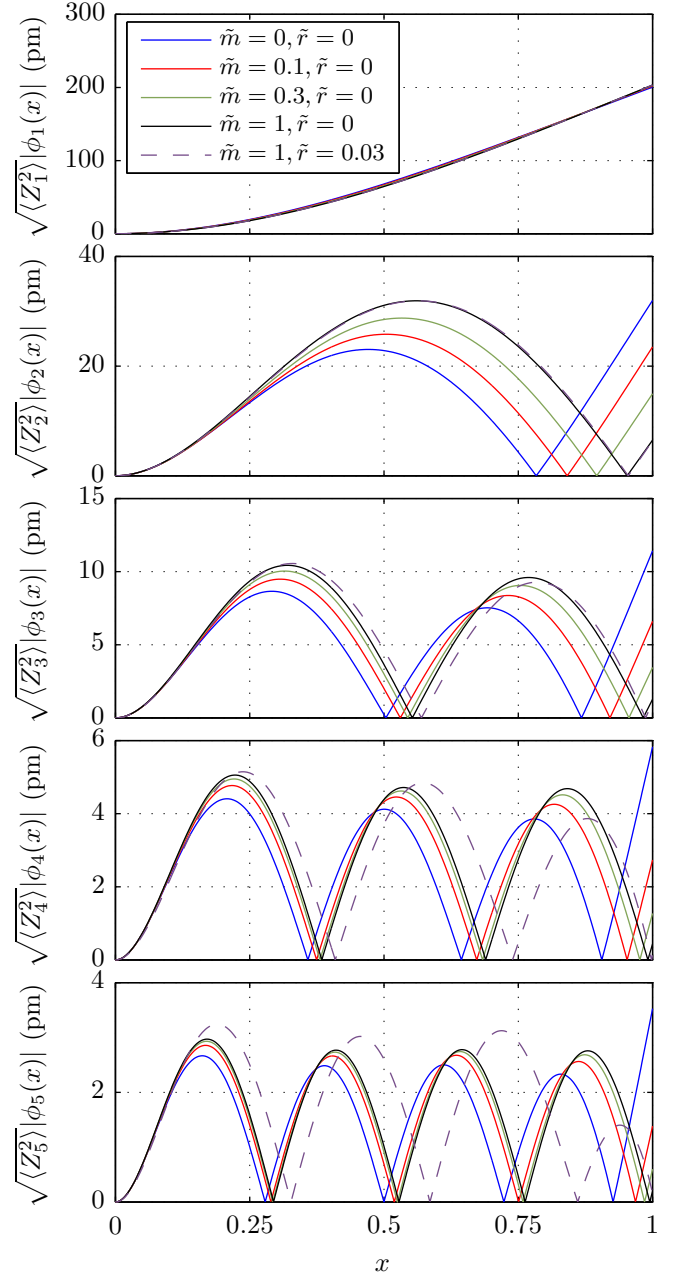 300
200
100
0
√⟨Z₁²⟩|ϕ₁(x)| (pm)
m̃ = 0, r̃ = 0
m̃ = 0.1, r̃ = 0
m̃ = 0.3, r̃ = 0
m̃ = 1, r̃ = 0
m̃ = 1, r̃ = 0.03
40
20
0
√⟨Z₂²⟩|ϕ₂(x)| (pm)
15
10
5
0
√⟨Z₃²⟩|ϕ₃(x)| (pm)
6
4
2
0
√⟨Z₄²⟩|ϕ₄(x)| (pm)
4
2
0
√⟨Z₅²⟩|ϕ₅(x)| (pm)
0 0.25 0.5 0.75 1
x